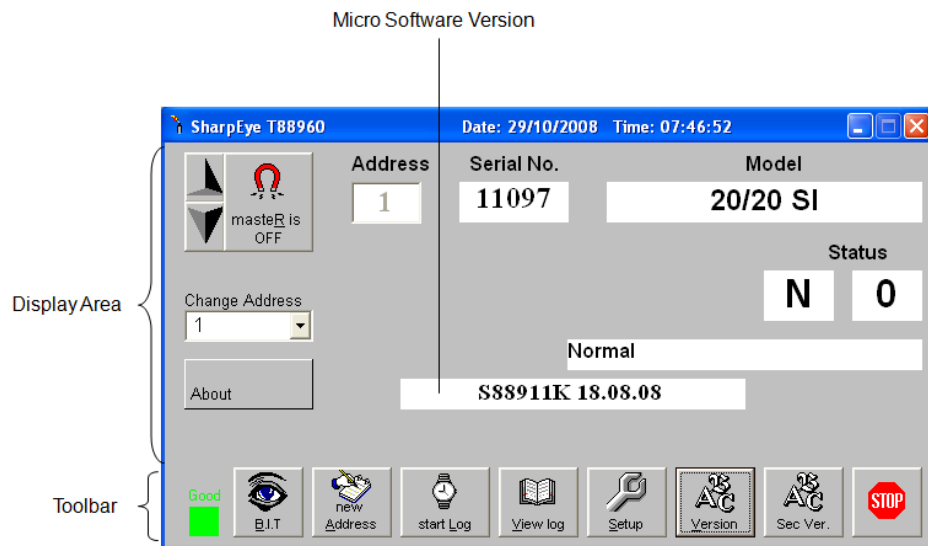 Micro Software Version
SharpEye T88960 Date: 29/10/2008 Time: 07:46:52
Address Serial No. Model
masteR is
OFF
1 11097 20/20 SI
Status
N 0
Display Area
Change Address
1
Normal
About
S88911K 18.08.08
Toolbar
Good
B.I.T
new
Address
start Log
View log
Setup
Version
Sec Ver.
STOP